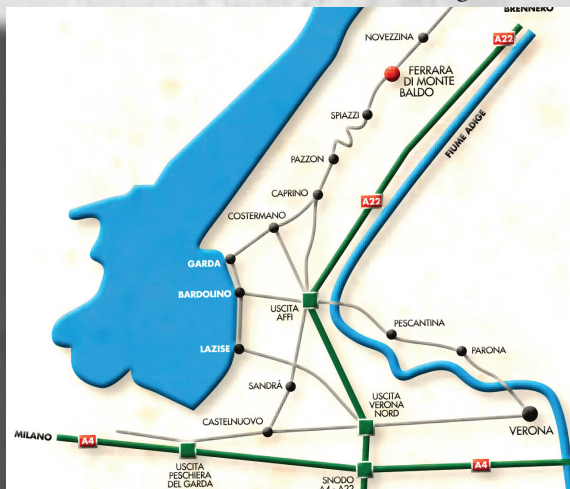 BRENNERO
A22
NOVEZZINA
FERRARA
DI MONTE
BALDO
SPIAZZI
FIUME ADIGE
PAZZON
CAPRINO
A22
COSTERMANO
GARDA
BARDOLINO
USCITA
AFFI
PESCANTINA
LAZISE
PARONA
SANDRÀ
USCITA
VERONA
NORD
CASTELNUOVO
VERONA
MILANO
A4
USCITA
PESCHIERA
DEL GARDA
SNODO
A4 - A22
A4